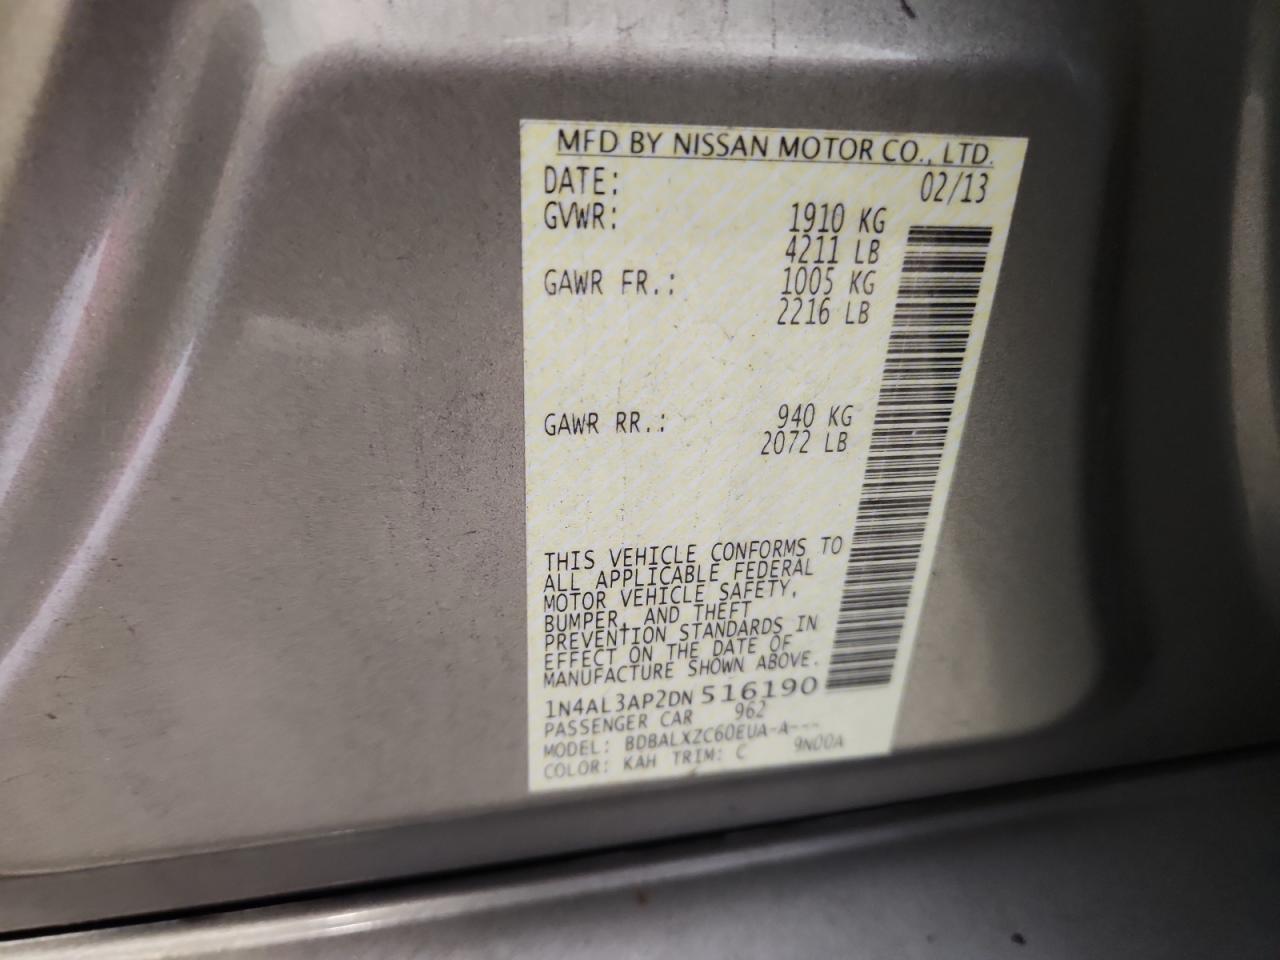 MFD BY NISSAN MOTOR CO., LTD.
DATE: 02/13
GVWR: 1910 KG
4211 LB
GAWR FR.: 1005 KG
2216 LB
GAWR RR.: 940 KG
2072 LB
THIS VEHICLE CONFORMS TO
ALL APPLICABLE FEDERAL
MOTOR VEHICLE SAFETY,
BUMPER, AND THEFT
PREVENTION STANDARDS IN
EFFECT ON THE DATE OF
MANUFACTURE SHOWN ABOVE.
1N4AL3AP2DN516190
PASSENGER CAR 962
MODEL: BDBALXZC60EUA-A---
COLOR: KAH TRIM: C 9N00A